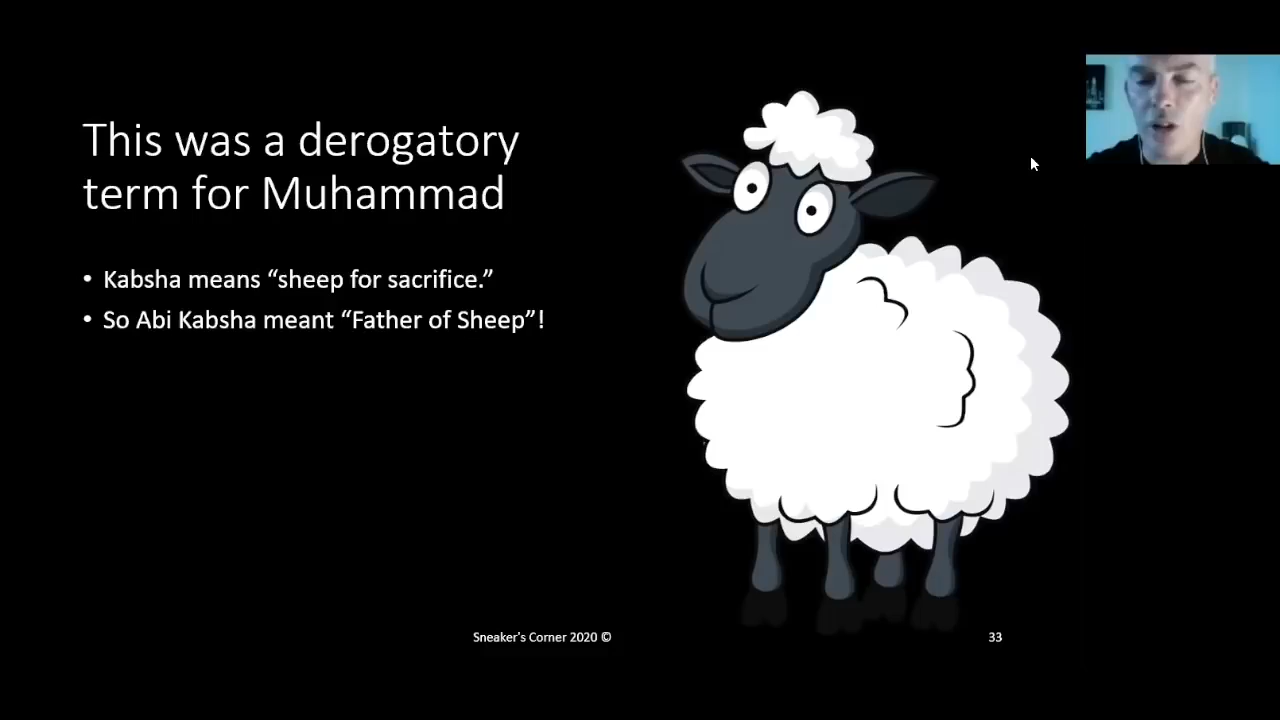 This was a derogatory
term for Muhammad
• Kabsha means “sheep for sacrifice.”
• So Abi Kabsha meant “Father of Sheep”!
Sneaker's Corner 2020 ©
33